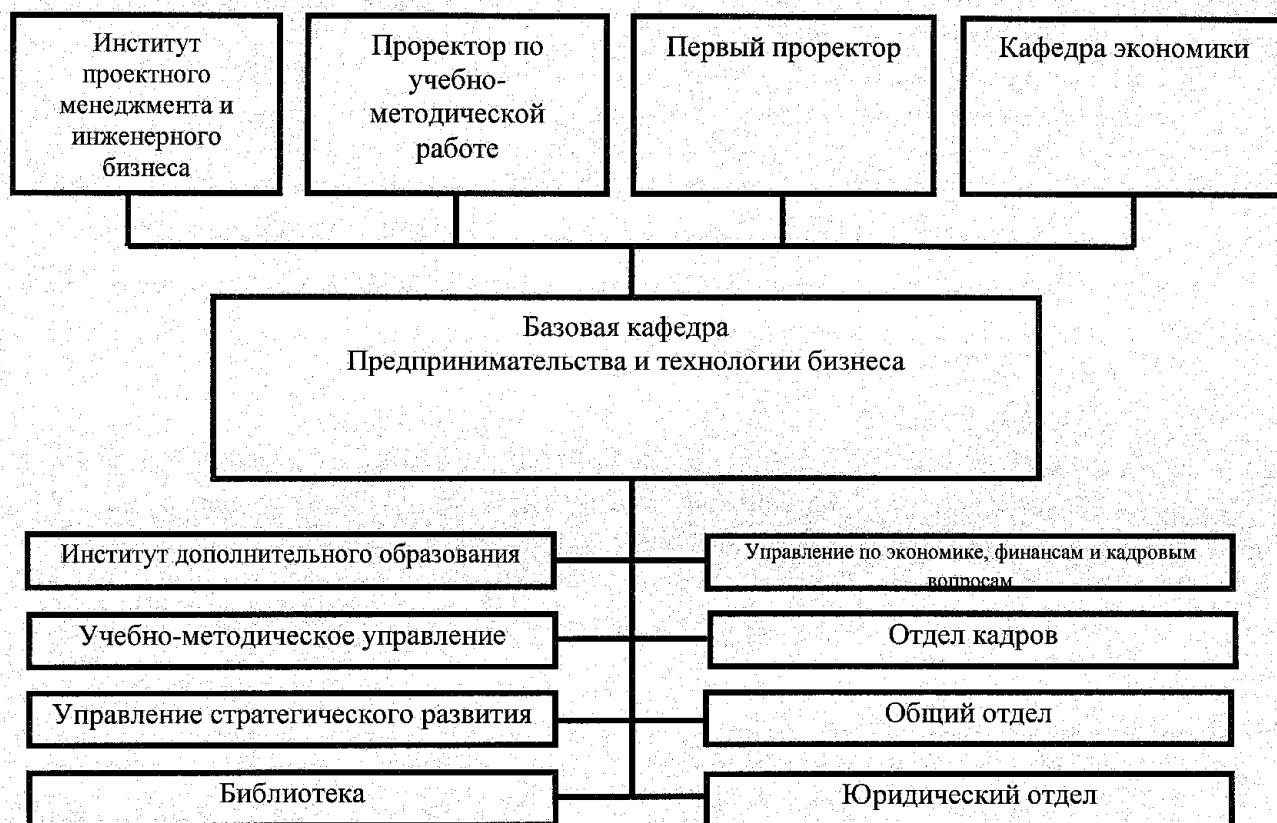 Институт
проектного
менеджмента и
инженерного
бизнеса
Проректор по
учебно-
методической
работе
Первый проректор
Кафедра экономики
Базовая кафедра
Предпринимательства и технологии бизнеса
Институт дополнительного образования
Управление по экономике, финансам и кадровым
вопросам
Учебно-методическое управление
Отдел кадров
Управление стратегического развития
Общий отдел
Библиотека
Юридический отдел